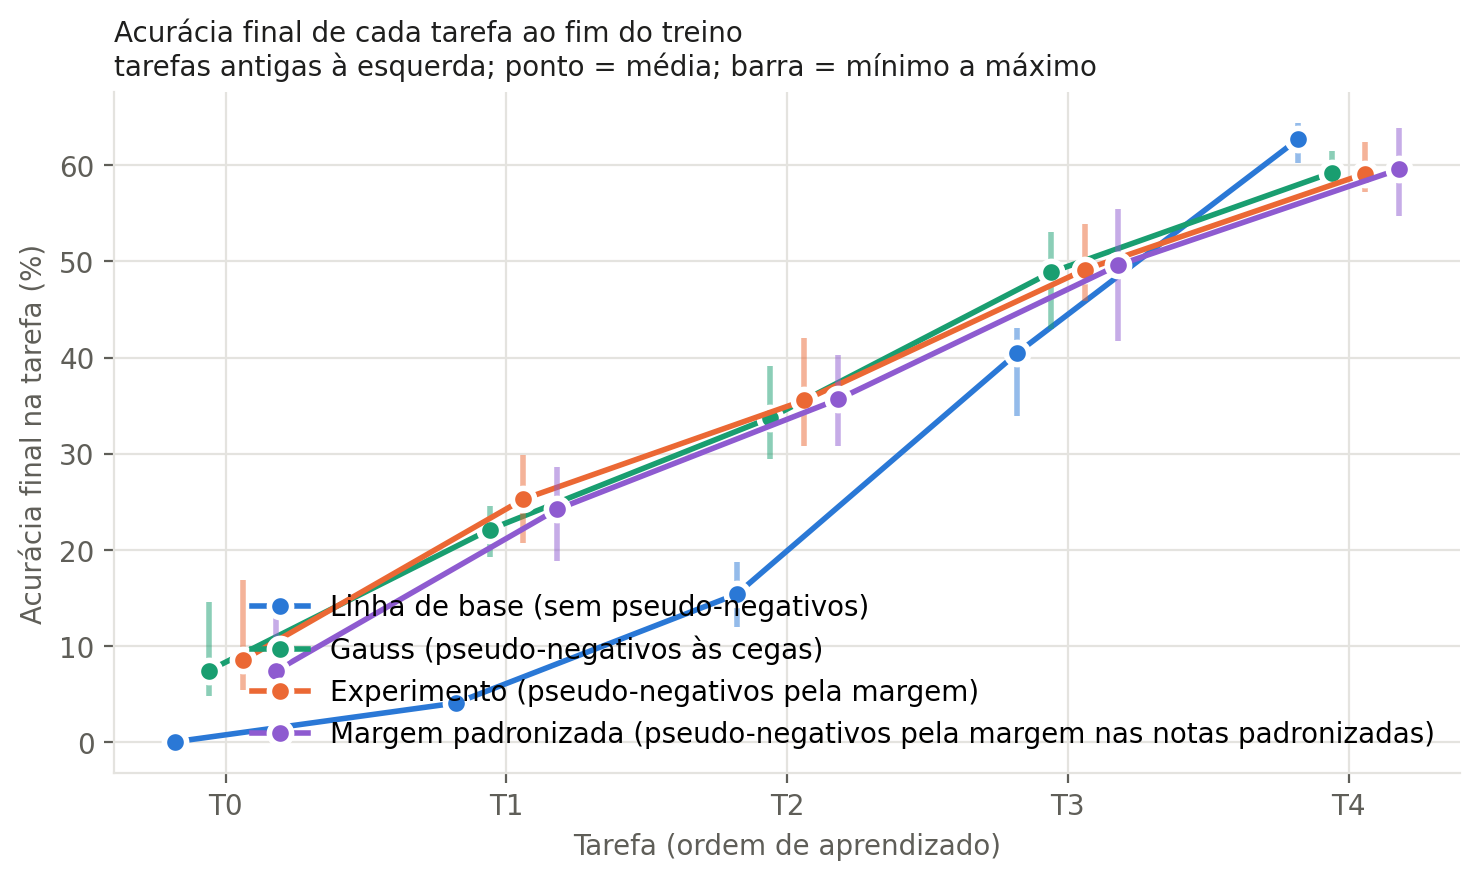 Acurácia final de cada tarefa ao fim do treino
tarefas antigas à esquerda; ponto = média; barra = mínimo a máximo
Acurácia final na tarefa (%)
60
50
40
30
20
10
0
Linha de base (sem pseudo-negativos)
Gauss (pseudo-negativos às cegas)
Experimento (pseudo-negativos pela margem)
Margem padronizada (pseudo-negativos pela margem nas notas padronizadas)
T0
T1
T2
T3
T4
Tarefa (ordem de aprendizado)